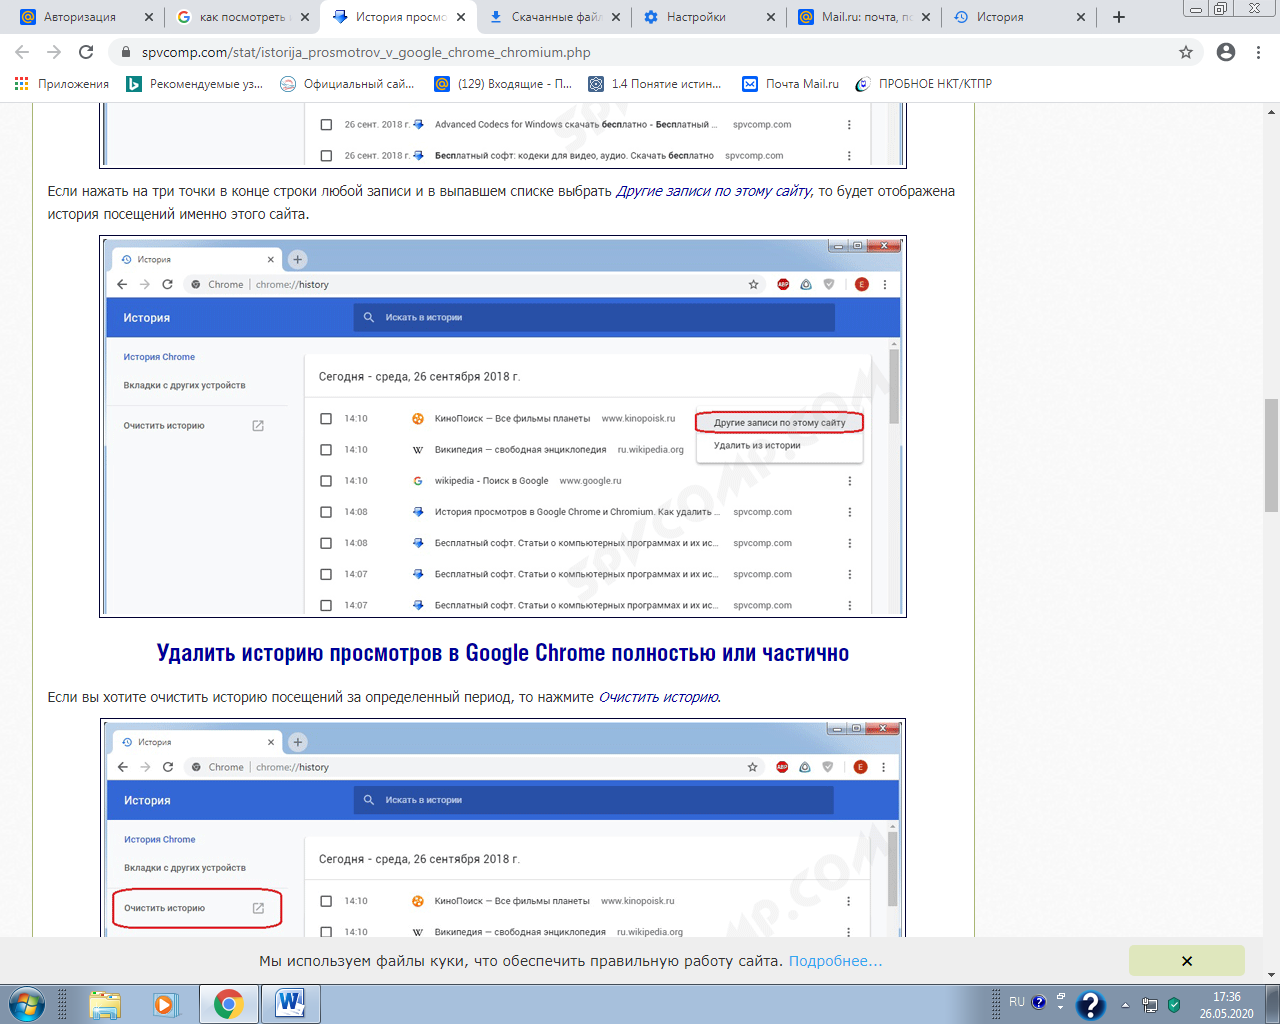 Авторизация
как посмотреть
История просмо
Скачанные фай
Настройки
Mail.ru: почта, по
История
spvcomp.com/stat/istorija_prosmotrov_v_google_chrome_chromium.php
Приложения
Рекомендуемые уз...
Официальный сай...
(129) Входящие - П...
1.4 Понятие истин...
Почта Mail.ru
ПРОБНОЕ НКТ/КТПР
26 сент. 2018 г. Advanced Codecs for Windows скачать бесплатно - Бесплатный ... spvcomp.com
26 сент. 2018 г. Бесплатный софт: кодеки для видео, аудио. Скачать бесплатно spvcomp.com
Если нажать на три точки в конце строки любой записи и в выпавшем списке выбрать Другие записи по этому сайту, то будет отображена
история посещений именно этого сайта.
История
Chrome | chrome://history
ABP
E
История
Искать в истории
История Chrome
Вкладки с других устройств
Очистить историю
Сегодня - среда, 26 сентября 2018 г.
14:10 КиноПоиск — Все фильмы планеты www.kinopoisk.ru
Другие записи по этому сайту
Удалить из истории
14:10 W Википедия — свободная энциклопедия ru.wikipedia.org
14:10 G wikipedia - Поиск в Google www.google.ru
14:08 История просмотров в Google Chrome и Chromium. Как удалить ... spvcomp.com
14:08 Бесплатный софт. Статьи о компьютерных программах и их ис... spvcomp.com
14:07 Бесплатный софт. Статьи о компьютерных программах и их ис... spvcomp.com
14:07 Бесплатный софт. Статьи о компьютерных программах и их ис... spvcomp.com
SPVCOMP.COM
Удалить историю просмотров в Google Chrome полностью или частично
Если вы хотите очистить историю посещений за определенный период, то нажмите Очистить историю.
История
Chrome | chrome://history
ABP
E
История
Искать в истории
История Chrome
Вкладки с других устройств
Очистить историю
Сегодня - среда, 26 сентября 2018 г.
14:10 КиноПоиск — Все фильмы планеты www.kinopoisk.ru
14:10 W Википедия — свободная энциклопедия ru.wikipedia.org
Мы используем файлы куки, что обеспечить правильную работу сайта. Подробнее...
RU
17:36
26.05.2020